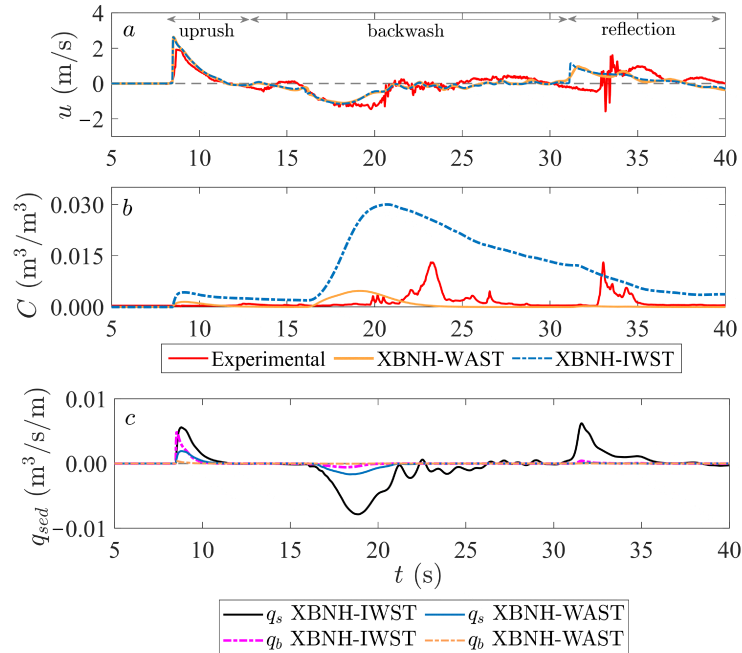 a
uprush
backwash
reflection
4
2
0
−2
u (m/s)
5 10 15 20 25 30 35 40
b
0.030
0.015
0.000
C (m³/m³)
5 10 15 20 25 30 35 40
Experimental XBNH-WAST XBNH-IWST
c
0.01
0.00
−0.01
q_sed (m³/s/m)
5 10 15 20 25 30 35 40
t (s)
q_s XBNH-IWST q_s XBNH-WAST
q_b XBNH-IWST q_b XBNH-WAST